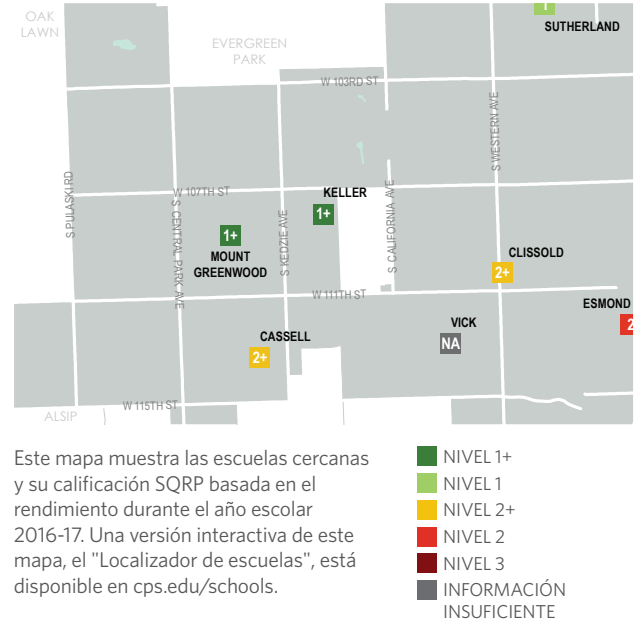 OAK
LAWN
1
SUTHERLAND
EVERGREEN
PARK
W 103RD ST
S WESTERN AVE
S PULASKI RD
S CENTRAL PARK AVE
W 107TH ST
S KEDZIE AVE
KELLER
1+
S CALIFORNIA AVE
1+
MOUNT
GREENWOOD
CLISSOLD
2+
W 111TH ST
ESMOND
2
CASSELL
2+
VICK
NA
W 115TH ST
ALSIP
Este mapa muestra las escuelas cercanas
y su calificación SQRP basada en el
rendimiento durante el año escolar
2016-17. Una versión interactiva de este
mapa, el "Localizador de escuelas", está
disponible en cps.edu/schools.
NIVEL 1+
NIVEL 1
NIVEL 2+
NIVEL 2
NIVEL 3
INFORMACIÓN
INSUFICIENTE